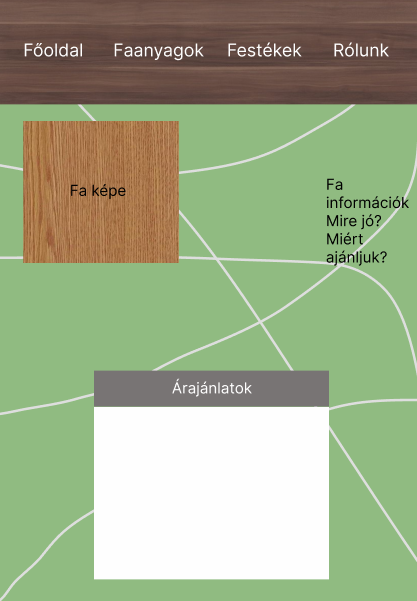 Főoldal Faanyagok Festékek Rólunk
Fa képe
Fa
információk
Mire jó?
Miért
ajánljuk?
Árajánlatok